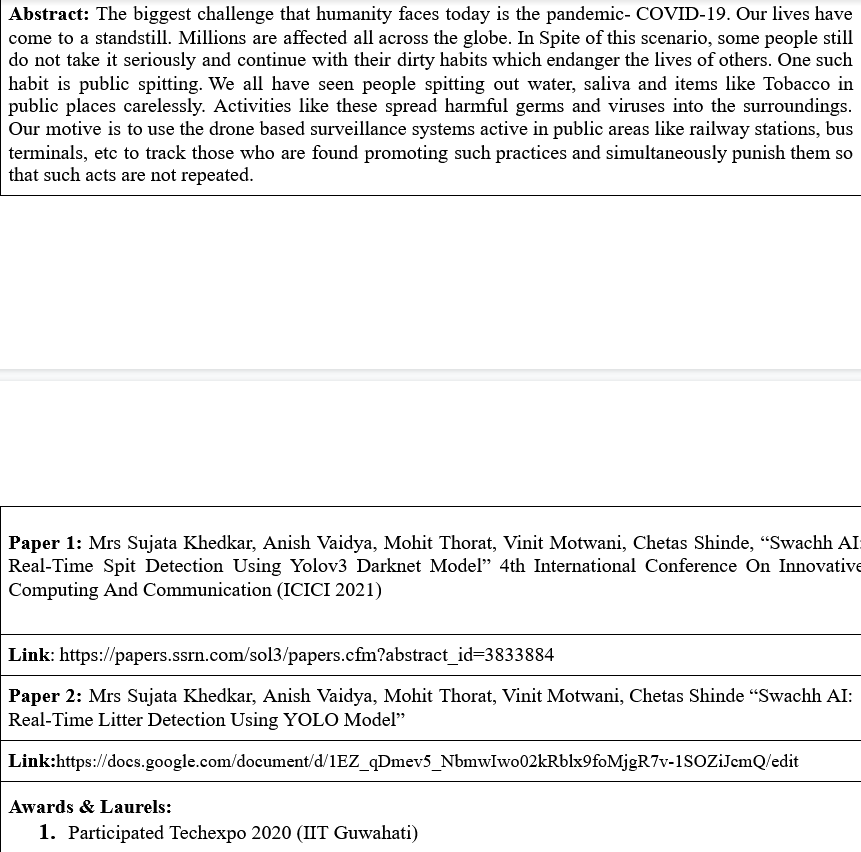 Abstract: The biggest challenge that humanity faces today is the pandemic- COVID-19. Our lives have
come to a standstill. Millions are affected all across the globe. In Spite of this scenario, some people still
do not take it seriously and continue with their dirty habits which endanger the lives of others. One such
habit is public spitting. We all have seen people spitting out water, saliva and items like Tobacco in
public places carelessly. Activities like these spread harmful germs and viruses into the surroundings.
Our motive is to use the drone based surveillance systems active in public areas like railway stations, bus
terminals, etc to track those who are found promoting such practices and simultaneously punish them so
that such acts are not repeated.
Paper 1: Mrs Sujata Khedkar, Anish Vaidya, Mohit Thorat, Vinit Motwani, Chetas Shinde, “Swachh AI:
Real-Time Spit Detection Using Yolov3 Darknet Model” 4th International Conference On Innovative
Computing And Communication (ICICI 2021)
Link: https://papers.ssrn.com/sol3/papers.cfm?abstract_id=3833884
Paper 2: Mrs Sujata Khedkar, Anish Vaidya, Mohit Thorat, Vinit Motwani, Chetas Shinde “Swachh AI:
Real-Time Litter Detection Using YOLO Model”
Link:https://docs.google.com/document/d/1EZ_qDmev5_NbmwIwo02kRblx9foMjgR7v-1SOZiJcmQ/edit
Awards & Laurels:
1. Participated Techexpo 2020 (IIT Guwahati)